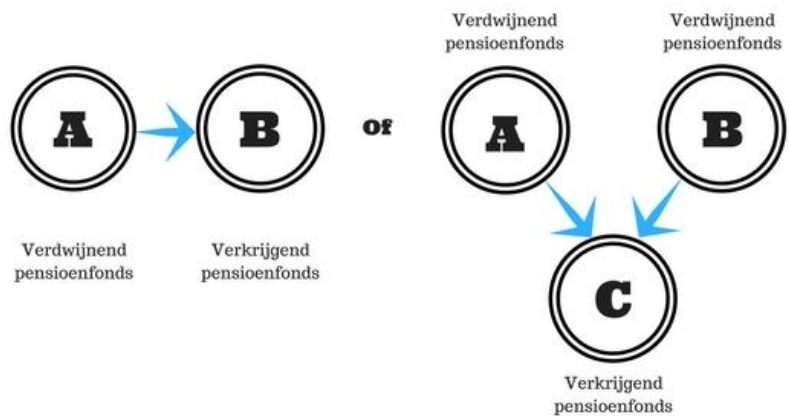 Verdwijnend
pensioenfonds
Verdwijnend
pensioenfonds
A
B
Of
A
B
Verdwijnend
pensioenfonds
Verkrijgend
pensioenfonds
C
Verkrijgend
pensioenfonds